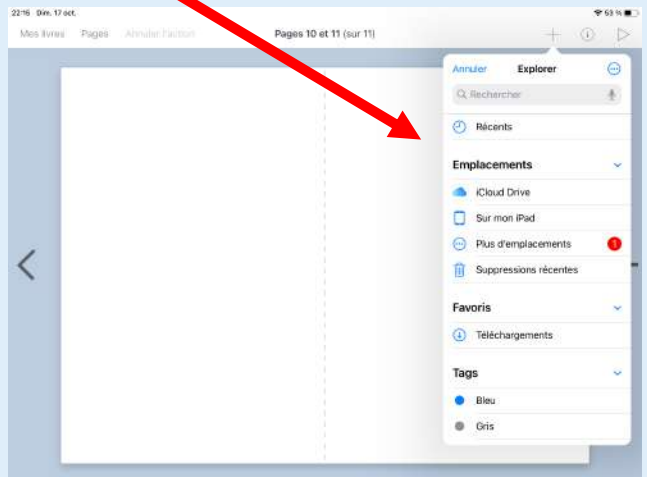 22:16 Dim. 17 oct.
53 %
Mes livres Pages Annuler l'action Pages 10 et 11 (sur 11)
Annuler Explorer
Rechercher
Récents
Emplacements
iCloud Drive
Sur mon iPad
Plus d'emplacements 1
Suppressions récentes
Favoris
Téléchargements
Tags
Bleu
Gris